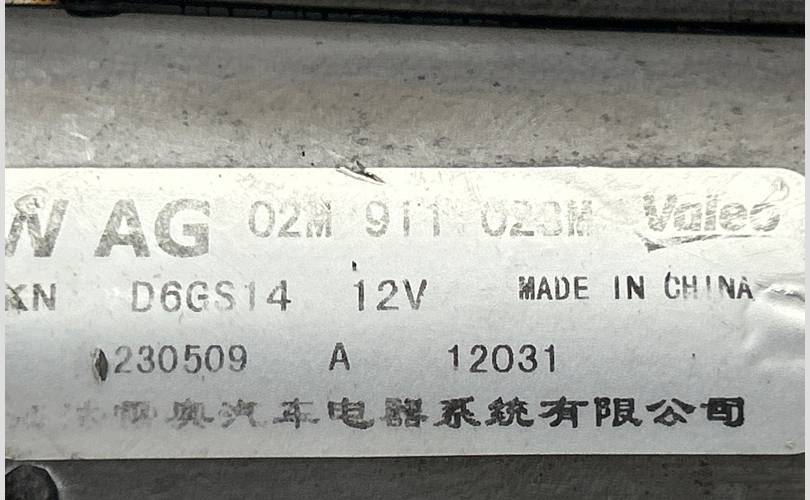 W AG 02M 911 023M Valeo
KN D6GS14 12V MADE IN CHINA
230509 A 12031
奥汽车电器系统有限公司